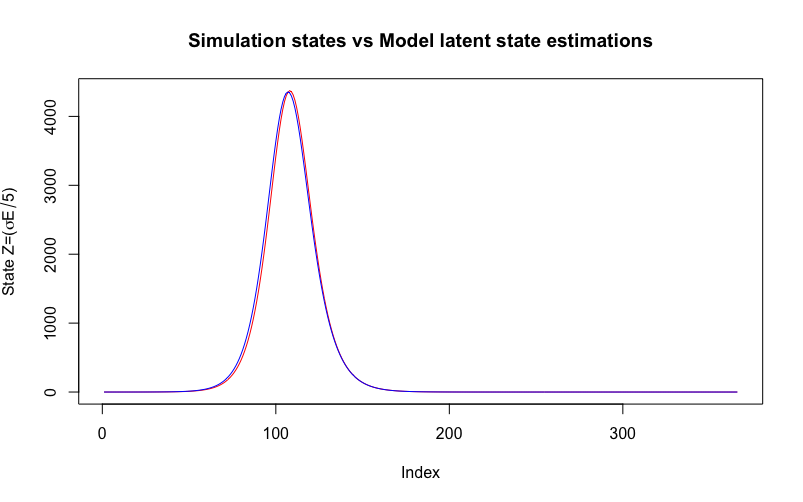 Simulation states vs Model latent state estimations
State Z=(σE/5)
4000
3000
2000
1000
0
0 100 200 300
Index